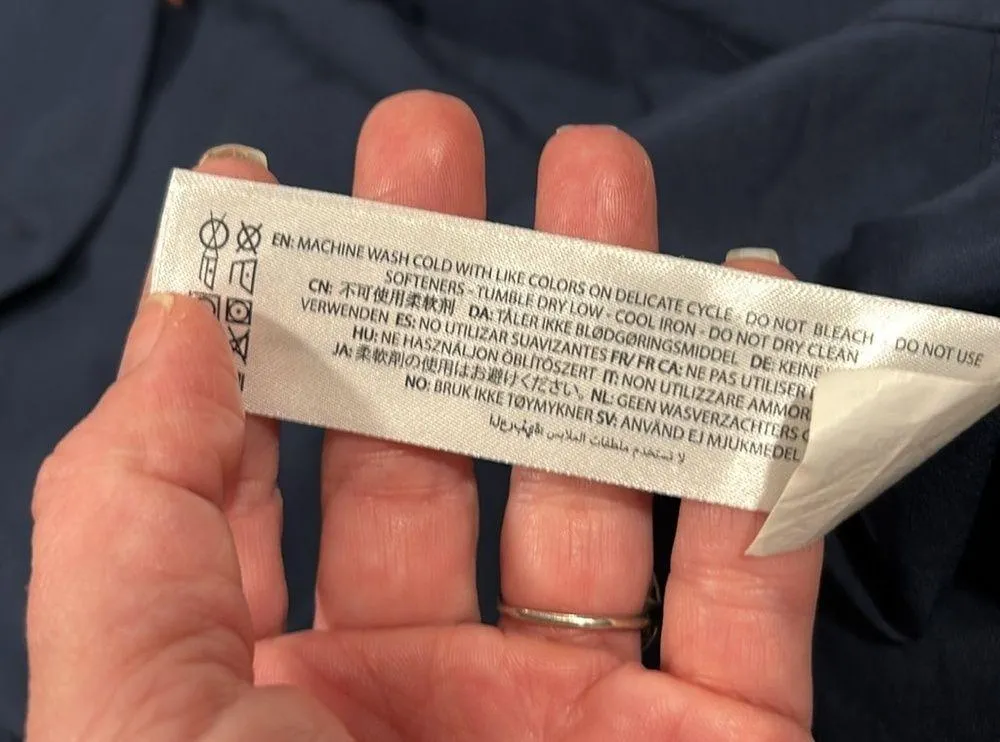 EN: MACHINE WASH COLD WITH LIKE COLORS ON DELICATE CYCLE DO NOT BLEACH DO NOT USE
SOFTENERS - TUMBLE DRY LOW - COOL IRON - DO NOT DRY CLEAN
CN: 不可使用柔软剂 DA: TÅLER IKKE BLØDGØRINGSMIDDEL DE: KEINE
VERWENDEN ES: NO UTILIZAR SUAVIZANTES FR/ FR CA: NE PAS UTILISER
HU: NE HASZNÁLJON ÖBLÍTŐSZERT IT: NON UTILIZZARE
JA: 柔軟剤の使用はお避けください。 NL: GEEN WASVERZACHTERS
NO: BRUK IKKE TØYMYKNER SV: ANVÄND EJ MJUKMEDEL
لا تستخدم ملطفات الملابس